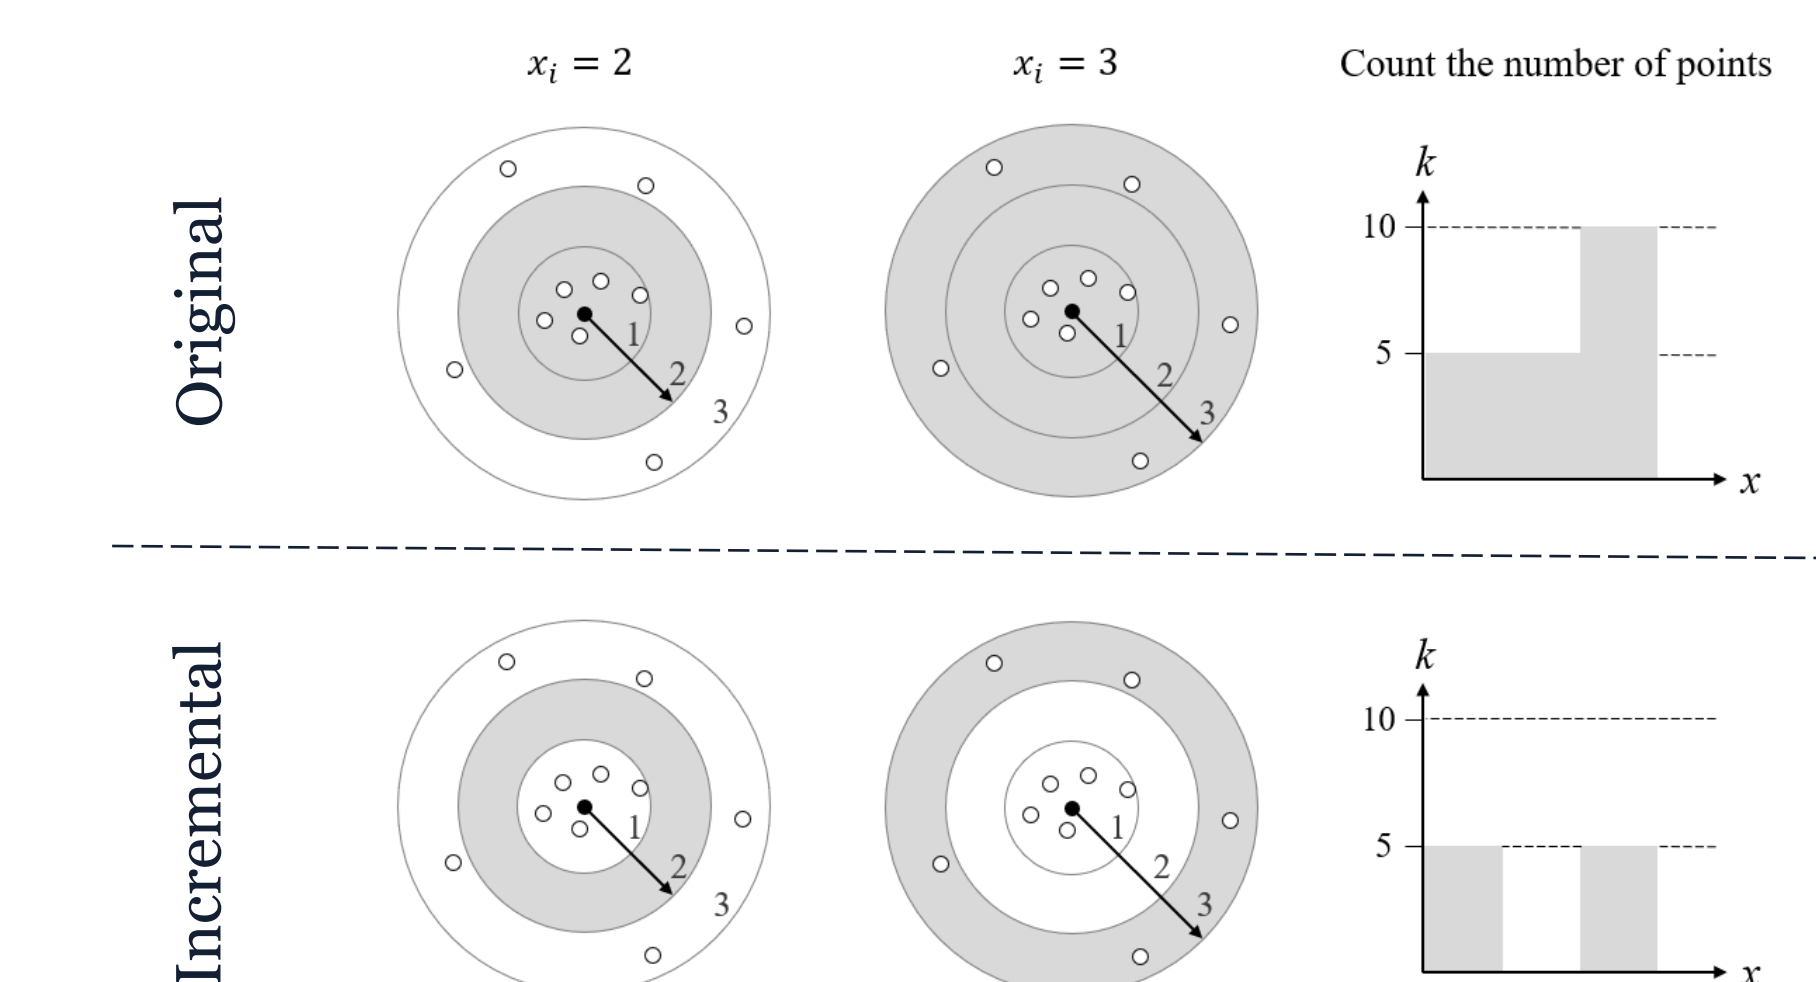 x_i = 2
x_i = 3
Count the number of points
Original
1
2
3
1
2
3
k
10
5
x
Incremental
1
2
3
1
2
3
k
10
5
x